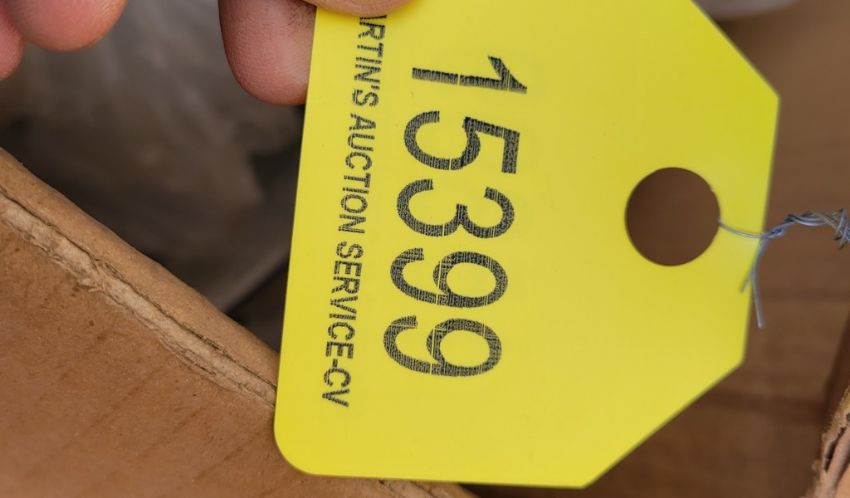 15399
ARTIN'S AUCTION SERVICE-CV